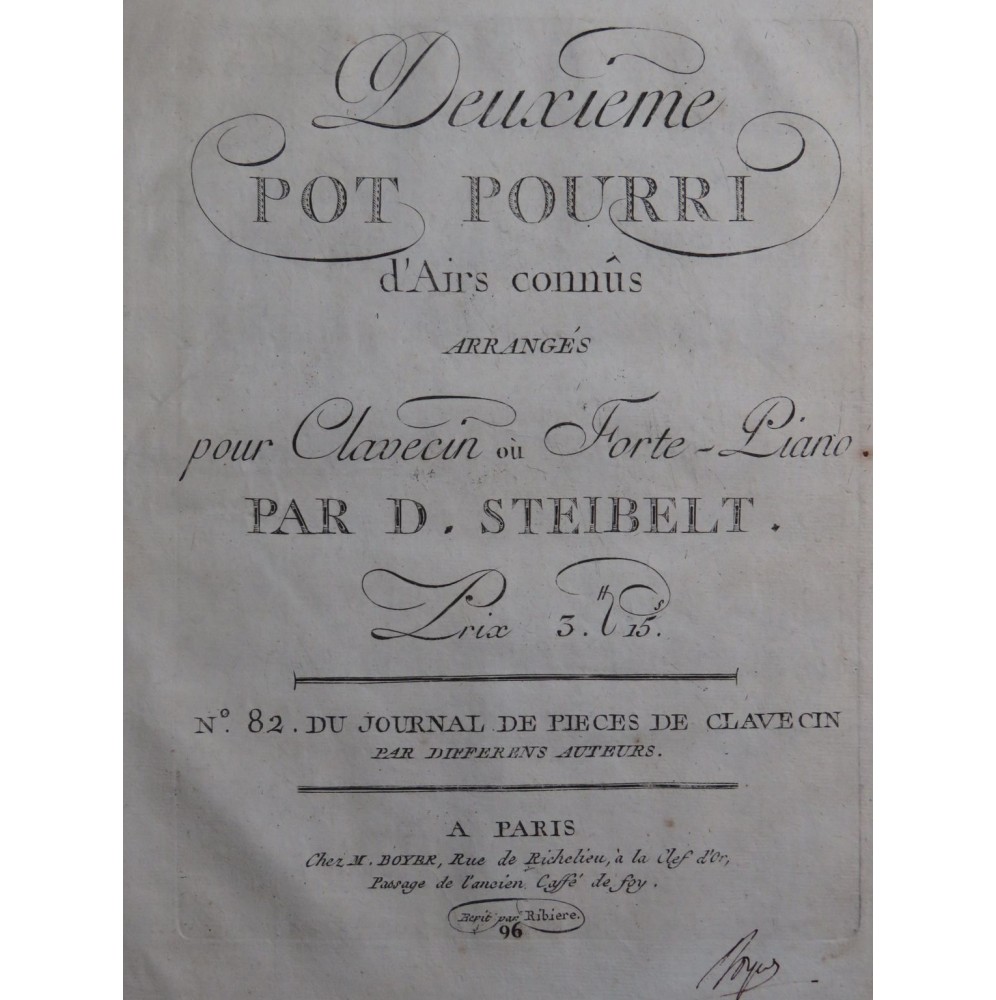 Deuxieme
POT POURRI
d'Airs connûs
ARRANGÉS
pour Clavecin où Forte-Piano.
PAR D. STEIBELT.
Prix 3.ᴴ 15.ˢ
Nº. 82. DU JOURNAL DE PIECES DE CLAVECIN
PAR DIFFERENS AUTEURS.
A PARIS
Chez M. BOYER, Rue de Richelieu, à la Clef d'Or,
Passage de l'ancien Caffé de foy.
Ecrit par Ribiere.
96
Boyer